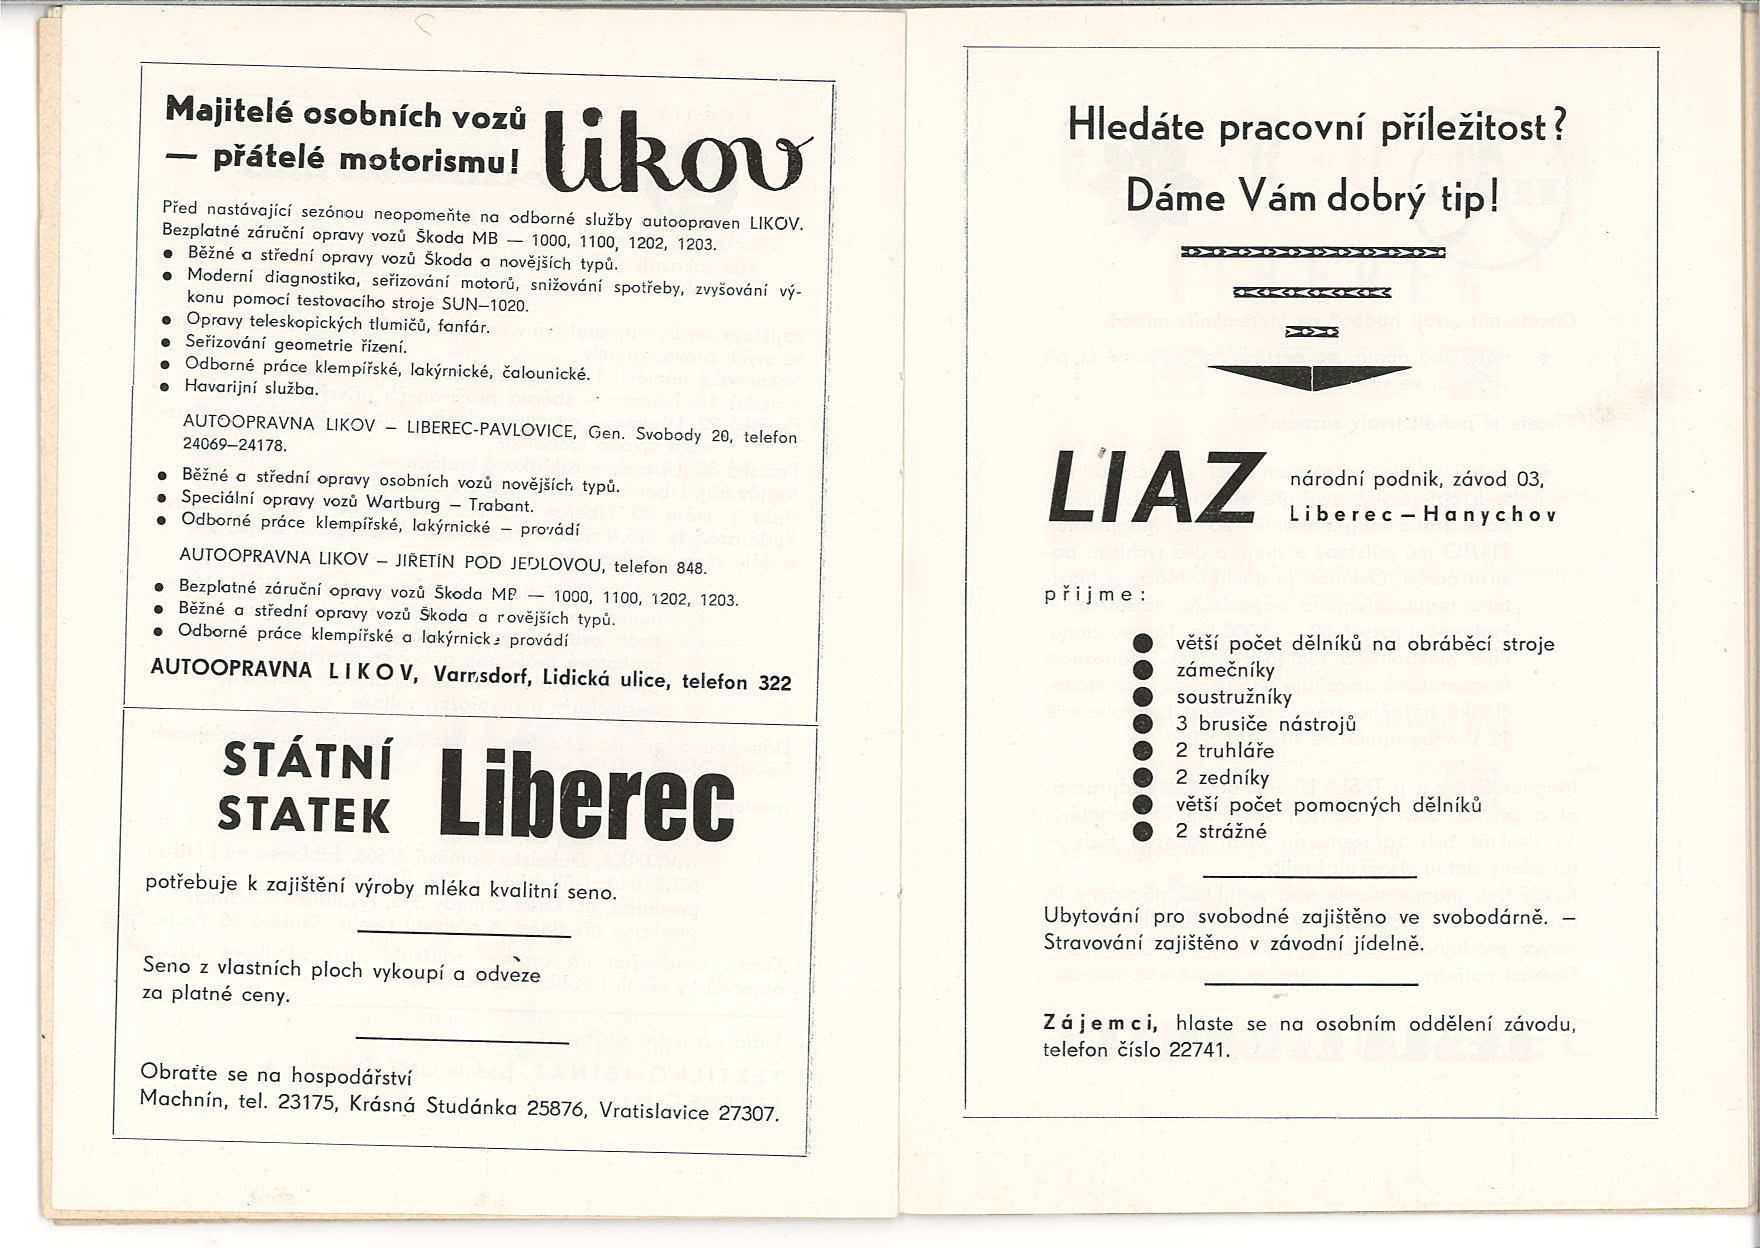 Majitelé osobních vozů
— přátelé motorismu!
likov
Před nastávající sezónou neopomeňte na odborné služby autoopraven LIKOV.
Bezplatné záruční opravy vozů Škoda MB — 1000, 1100, 1202, 1203.
● Běžné a střední opravy vozů Škoda a novějších typů.
● Moderní diagnostika, seřizování motorů, snižování spotřeby, zvyšování vý-
konu pomocí testovacího stroje SUN—1020.
● Opravy teleskopických tlumičů, fanfár.
● Seřizování geometrie řízení.
● Odborné práce klempířské, lakýrnické, čalounické.
● Havarijní služba.
AUTOOPRAVNA LIKOV — LIBEREC-PAVLOVICE, Gen. Svobody 20, telefon
24069—24178.
● Běžné a střední opravy osobních vozů novějších typů.
● Speciální opravy vozů Wartburg — Trabant.
● Odborné práce klempířské, lakýrnické — provádí
AUTOOPRAVNA LIKOV — JIŘETÍN POD JEDLOVOU, telefon 848.
● Bezplatné záruční opravy vozů Škoda MB — 1000, 1100, 1202, 1203.
● Běžné a střední opravy vozů Škoda a novějších typů.
● Odborné práce klempířské a lakýrnické provádí
AUTOOPRAVNA LIKOV, Varnsdorf, Lidická ulice, telefon 322
STÁTNÍ
STATEK
Liberec
potřebuje k zajištění výroby mléka kvalitní seno.
Seno z vlastních ploch vykoupí a odveze
za platné ceny.
Obraťte se na hospodářství
Machnín, tel. 23175, Krásná Studánka 25876, Vratislavice 27307.
Hledáte pracovní příležitost?
Dáme Vám dobrý tip!
LIAZ
národní podnik, závod 03,
Liberec — Hanychov
přijme:
● větší počet dělníků na obráběcí stroje
● zámečníky
● soustružníky
● 3 brusiče nástrojů
● 2 truhláře
● 2 zedníky
● větší počet pomocných dělníků
● 2 strážné
Ubytování pro svobodné zajištěno ve svobodárně. —
Stravování zajištěno v závodní jídelně.
Zájemci, hlaste se na osobním oddělení závodu,
telefon číslo 22741.